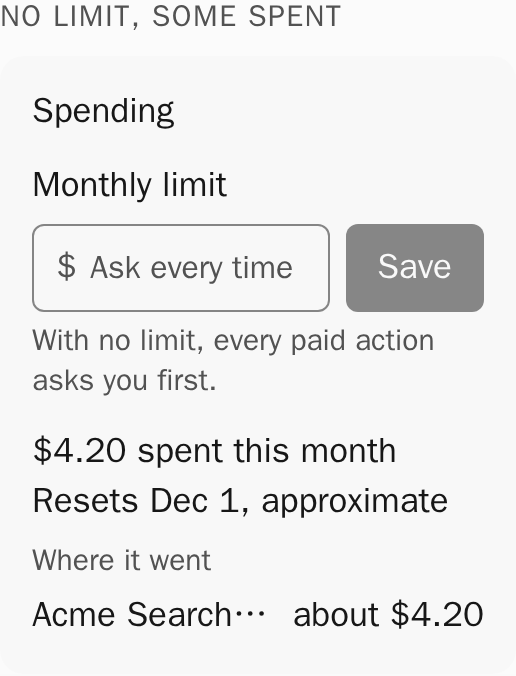 NO LIMIT, SOME SPENT
Spending
Monthly limit
$ Ask every time
Save
With no limit, every paid action
asks you first.
$4.20 spent this month
Resets Dec 1, approximate
Where it went
Acme Search··· about $4.20